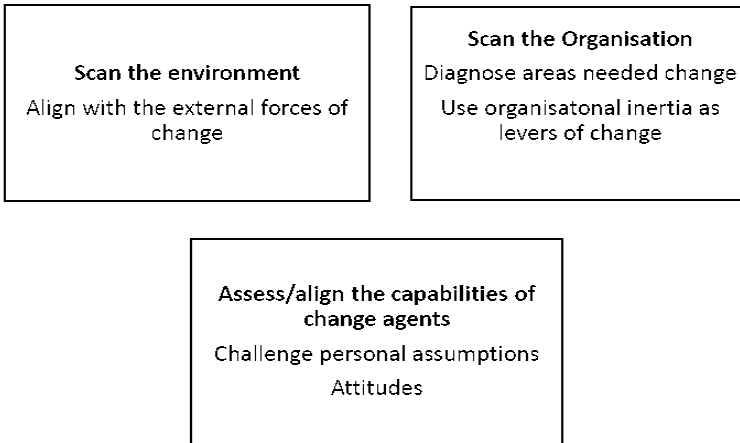 Scan the environment
Align with the external forces of
change
Scan the Organisation
Diagnose areas needed change
Use organisatonal inertia as
levers of change
Assess/align the capabilities of
change agents
Challenge personal assumptions
Attitudes